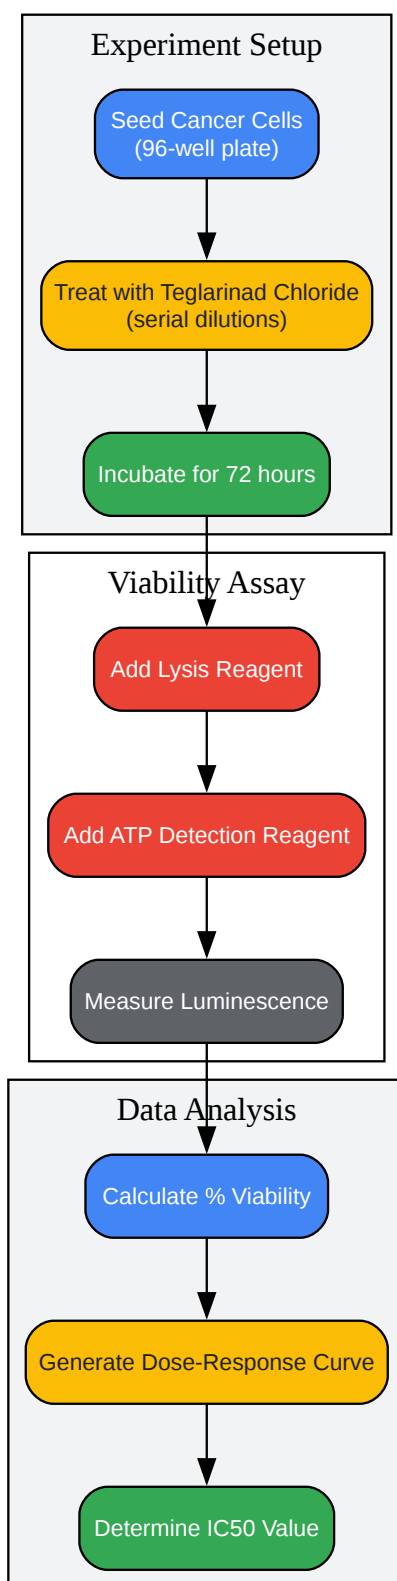 Experiment Setup
Seed Cancer Cells
(96-well plate)
Treat with Teglarinad Chloride
(serial dilutions)
Incubate for 72 hours
Viability Assay
Add Lysis Reagent
Add ATP Detection Reagent
Measure Luminescence
Data Analysis
Calculate % Viability
Generate Dose-Response Curve
Determine IC50 Value